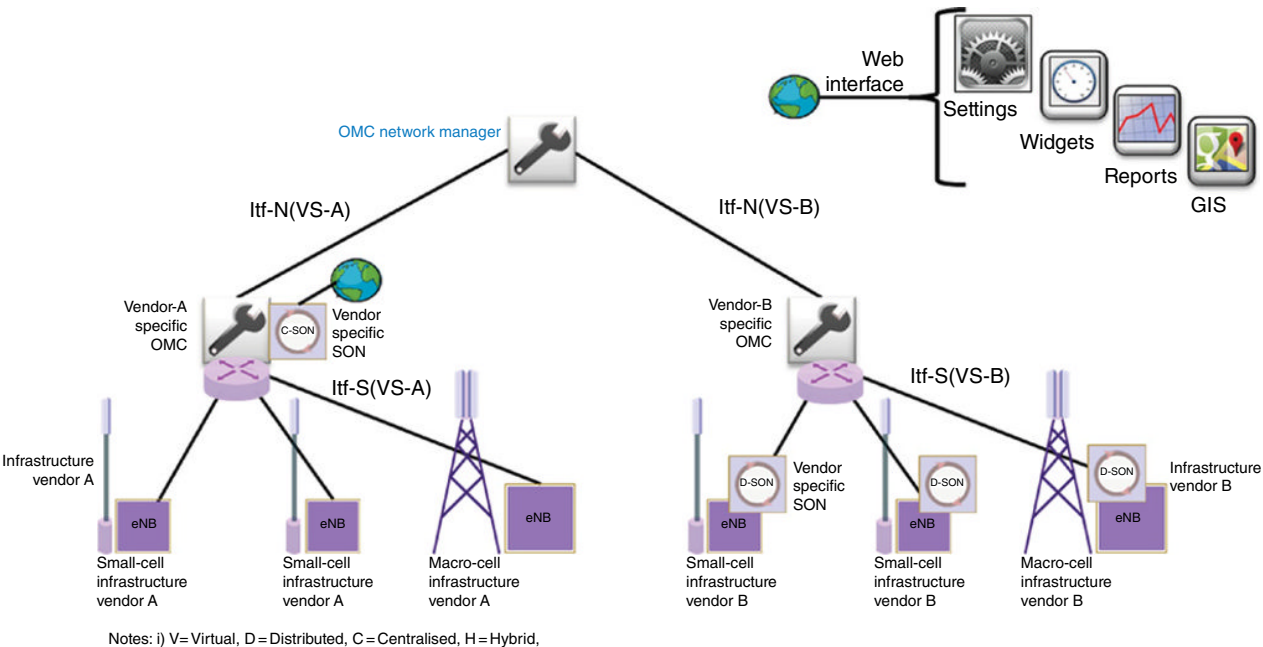 Web
interface
Settings
Widgets
Reports
GIS
OMC network manager
Itf-N(VS-A)
Itf-N(VS-B)
Vendor-A
specific
OMC
C-SON
Vendor
specific
SON
Vendor-B
specific
OMC
Itf-S(VS-A)
Itf-S(VS-B)
Infrastructure
vendor A
eNB
eNB
eNB
D-SON
Vendor
specific
SON
D-SON
D-SON
Infrastructure
vendor B
eNB
eNB
eNB
Small-cell
infrastructure
vendor A
Small-cell
infrastructure
vendor A
Macro-cell
infrastructure
vendor A
Small-cell
infrastructure
vendor B
Small-cell
infrastructure
vendor B
Macro-cell
infrastructure
vendor B
Notes: i) V=Virtual, D=Distributed, C=Centralised, H=Hybrid,